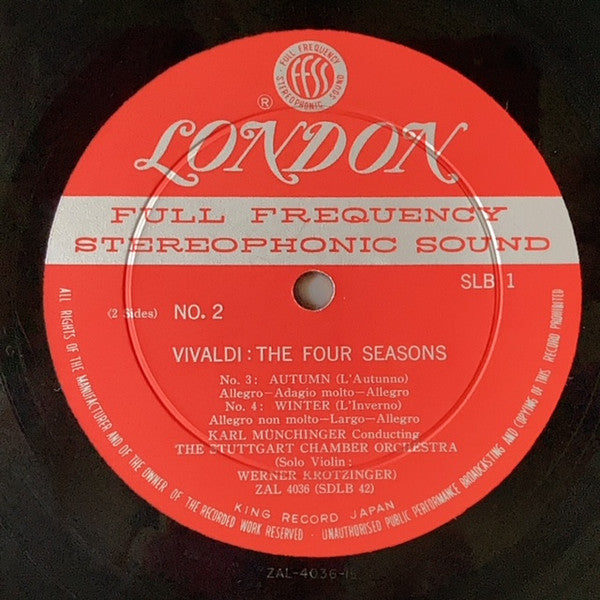 FULL FREQUENCY
FFSS
STEREOPHONIC SOUND
®
LONDON
FULL FREQUENCY
STEREOPHONIC SOUND
SLB 1
(2 Sides) NO. 2
VIVALDI : THE FOUR SEASONS
No. 3: AUTUMN (L'Autunno)
Allegro—Adagio molto—Allegro
No. 4: WINTER (L'Inverno)
Allegro non molto—Largo—Allegro
KARL MÜNCHINGER Conducting
THE STUTTGART CHAMBER ORCHESTRA
(Solo Violin:
WERNER KROTZINGER)
ZAL 4036 (SDLB 42)
KING RECORD JAPAN
ALL RIGHTS OF THE MANUFACTURER AND OF THE OWNER OF THE RECORDED WORK RESERVED · UNAUTHORISED PUBLIC PERFORMANCE BROADCASTING AND COPYING OF THIS RECORD PROHIBITED